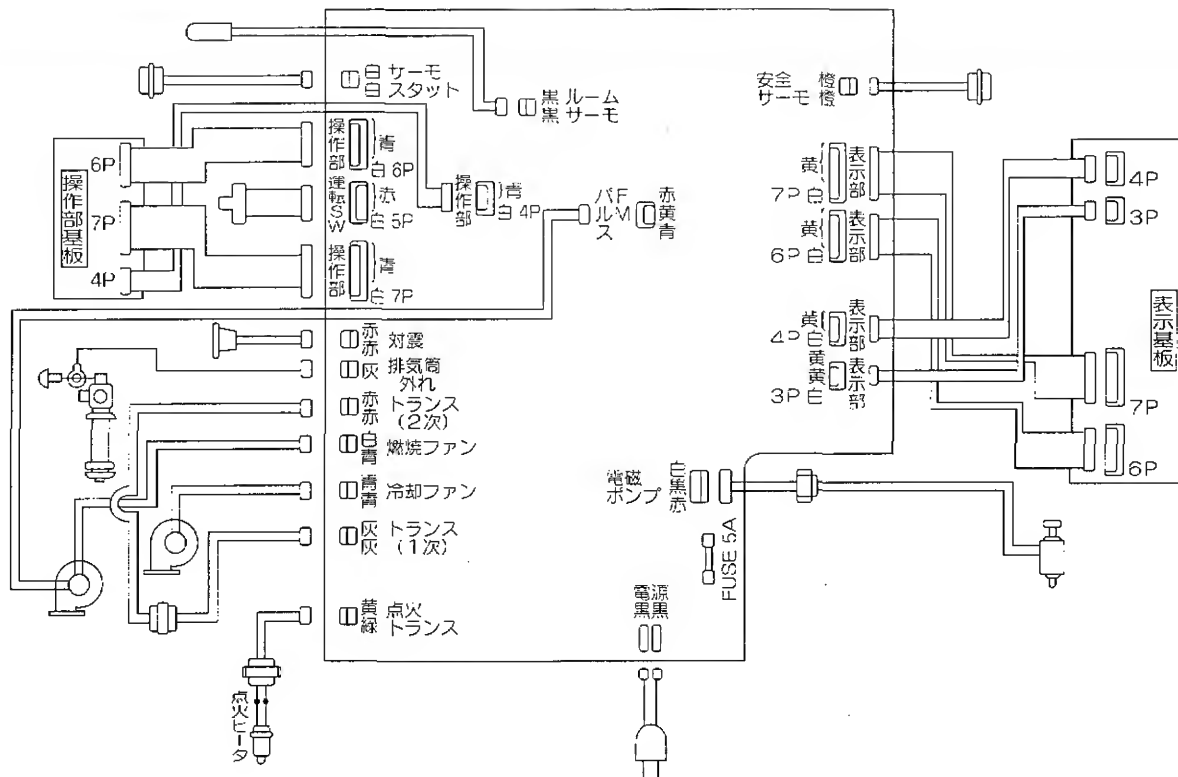 白 サーモ
白 スタット
黒 ルーム
黒 サーモ
安全 橙
サーモ 橙
操作部
青
白 6P
運転SW
赤
白 5P
操作部
青
白 7P
操作部
青
白 4P
FM
パルス
赤
黄
青
操作部基板
6P
7P
4P
黄
7P 白
表示部
黄
6P 白
表示部
黄
4P 白
表示部
黄
黄
3P 白
表示部
4P
3P
表示基板
7P
6P
赤
赤 対震
灰 排気筒
外れ
赤 トランス
赤 (2次)
白
青 燃焼ファン
青
青 冷却ファン
灰 トランス
灰 (1次)
黄 点火
緑 トランス
点火ヒータ
電磁
ポンプ
白
黒
赤
FUSE 5A
電源
黒黒